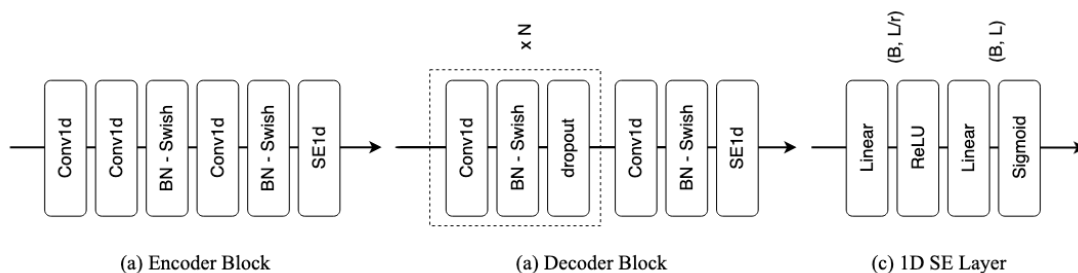 x N
(B, L/r)
(B, L)
Conv1d
Conv1d
BN - Swish
Conv1d
BN - Swish
SE1d
Conv1d
BN - Swish
dropout
Conv1d
BN - Swish
SE1d
Linear
ReLU
Linear
Sigmoid
(a) Encoder Block
(a) Decoder Block
(c) 1D SE Layer